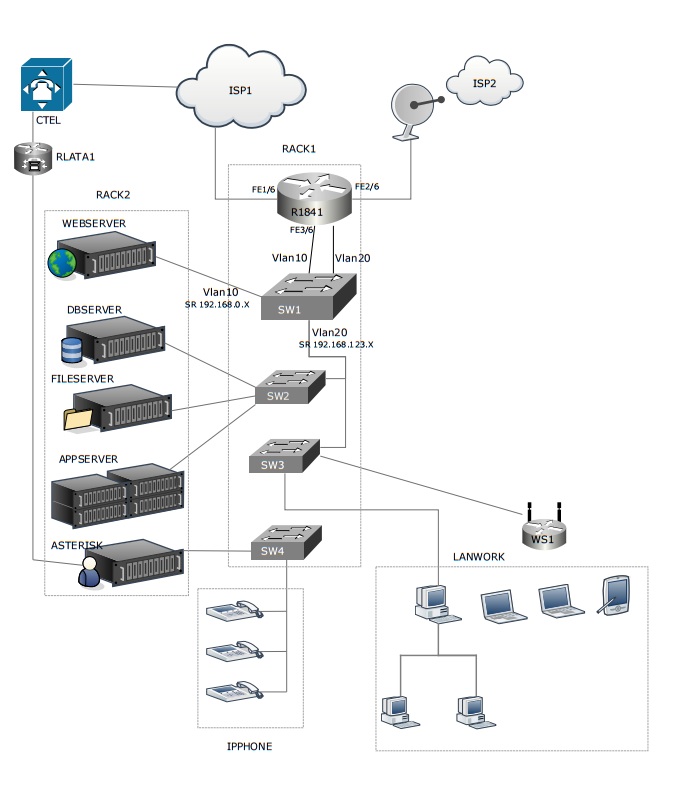 ISP1
ISP2
CTEL
RLATA1
RACK1
RACK2
FE1/6
FE2/6
R1841
FE3/6
WEBSERVER
Vlan10
Vlan20
Vlan10
SR 192.168.0.X
SW1
DBSERVER
Vlan20
SR 192.168.123.X
FILESERVER
SW2
APPSERVER
SW3
WS1
ASTERISK
SW4
LANWORK
IPPHONE